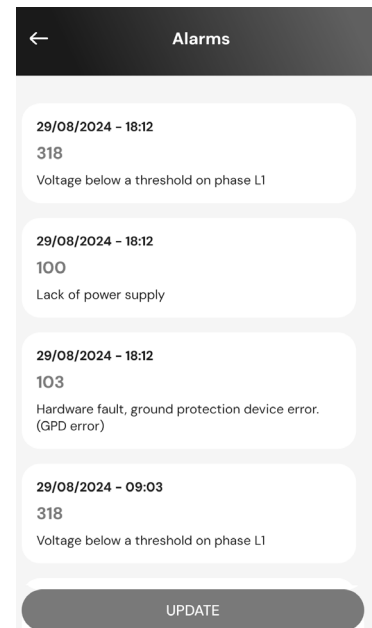 Alarms
29/08/2024 – 18:12
318
Voltage below a threshold on phase L1
29/08/2024 – 18:12
100
Lack of power supply
29/08/2024 – 18:12
103
Hardware fault, ground protection device error.
(GPD error)
29/08/2024 – 09:03
318
Voltage below a threshold on phase L1
UPDATE